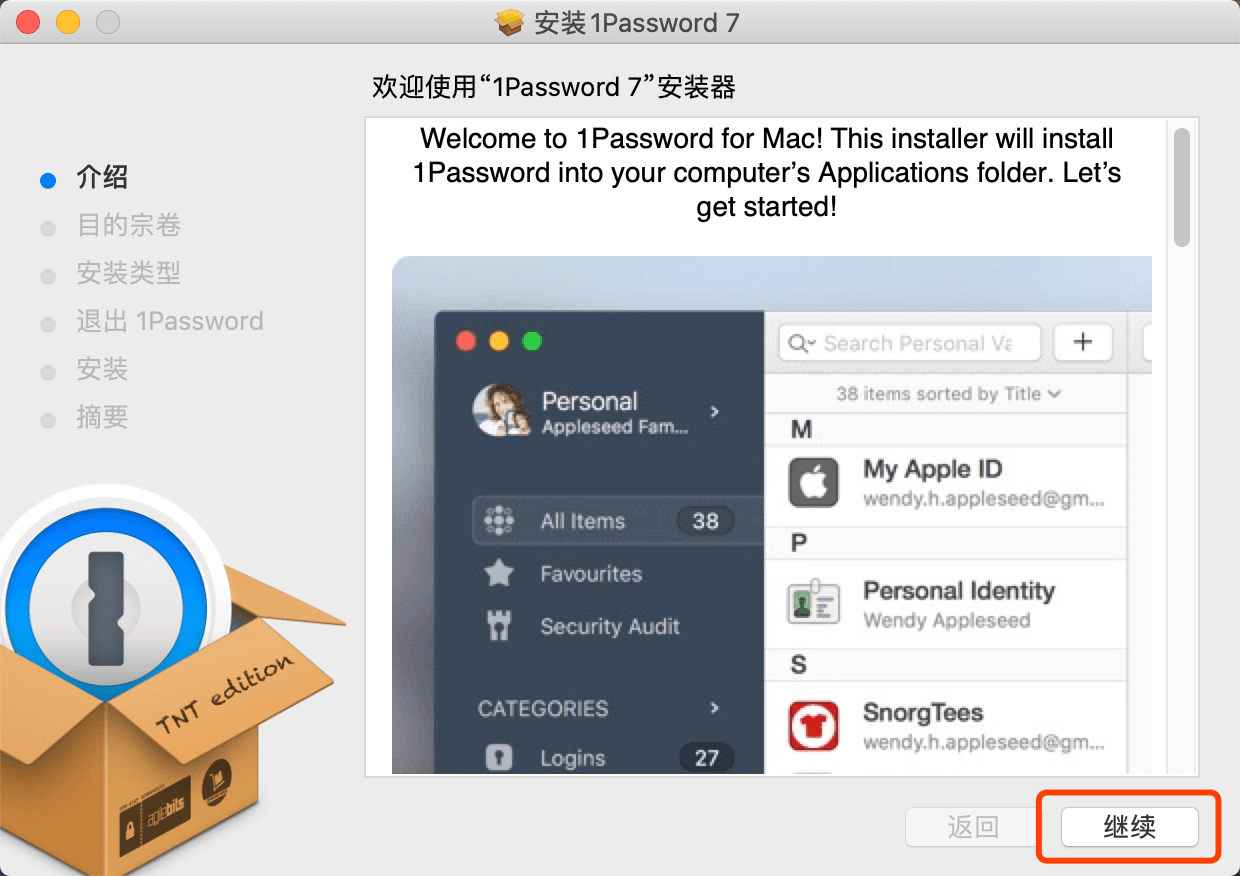 安装1Password 7
欢迎使用“1Password 7”安装器
介绍
目的宗卷
安装类型
退出 1Password
安装
摘要
Welcome to 1Password for Mac! This installer will install
1Password into your computer’s Applications folder. Let’s
get started!
Personal
Appleseed Fam...
All Items 38
Favourites
Security Audit
CATEGORIES
Logins 27
Search Personal Va
38 items sorted by Title
M
My Apple ID
wendy.h.appleseed@gm...
P
Personal Identity
Wendy Appleseed
S
SnorgTees
wendy.h.appleseed@gm...
TNT edition
agilebits
返回
继续